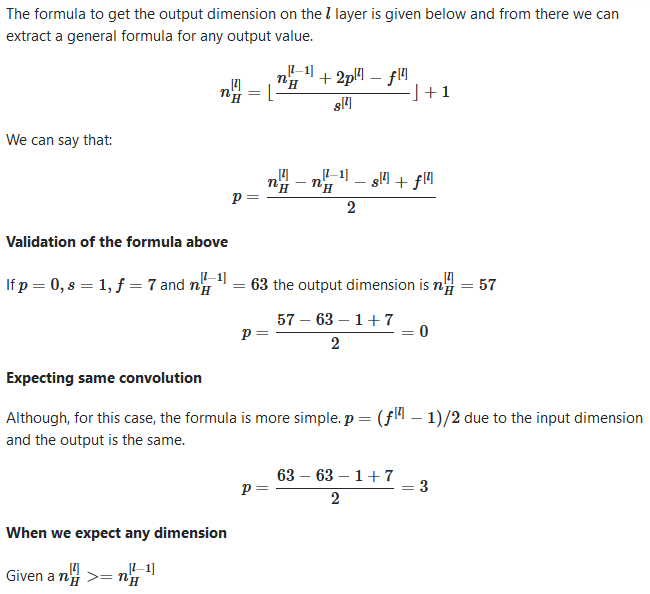 The formula to get the output dimension on the l layer is given below and from there we can
extract a general formula for any output value.
n_H^{[l]} = ⌊\frac{n_H^{[l-1]} + 2p^{[l]} − f^{[l]}}{s^{[l]}}⌋ + 1
We can say that:
p = \frac{n_H^{[l]} − n_H^{[l-1]} − s^{[l]} + f^{[l]}}{2}
Validation of the formula above
If p = 0, s = 1, f = 7 and n_H^{[l-1]} = 63 the output dimension is n_H^{[l]} = 57
p = \frac{57 − 63 − 1 + 7}{2} = 0
Expecting same convolution
Although, for this case, the formula is more simple. p = (f^{[l]} − 1)/2 due to the input dimension
and the output is the same.
p = \frac{63 − 63 − 1 + 7}{2} = 3
When we expect any dimension
Given a n_H^{[l]} >= n_H^{[l-1]}